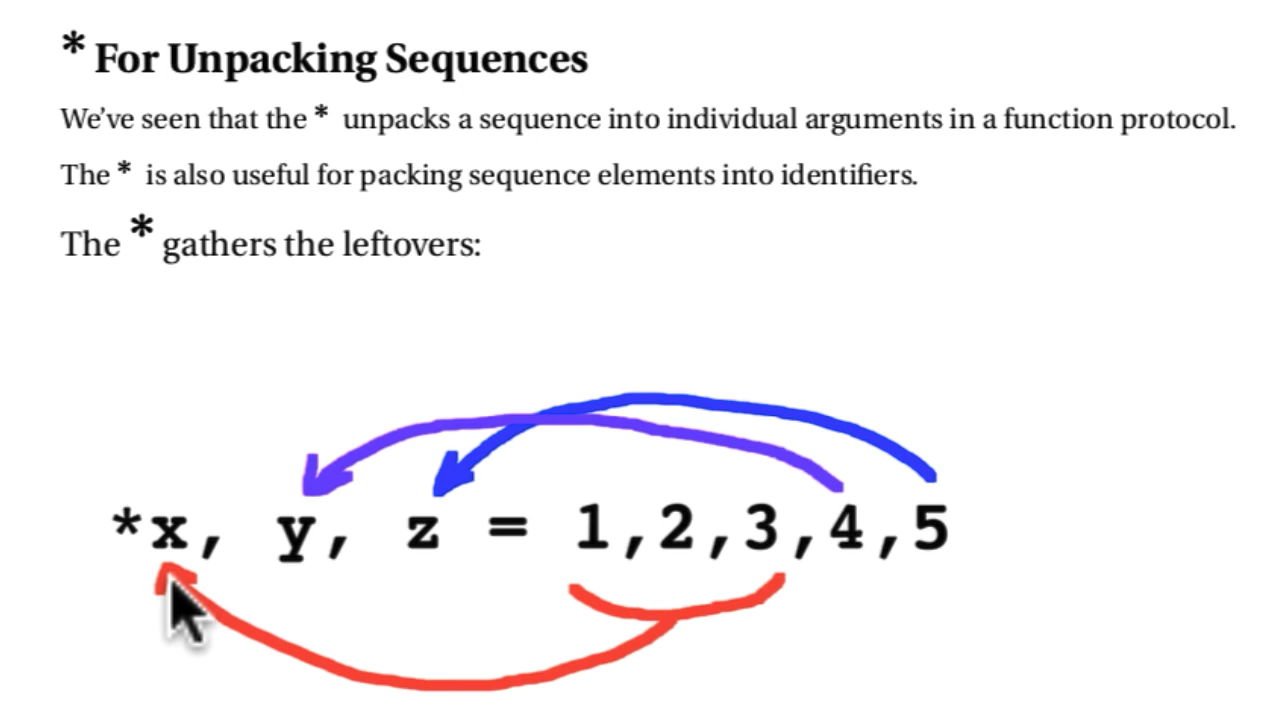 * For Unpacking Sequences
We’ve seen that the * unpacks a sequence into individual arguments in a function protocol.
The * is also useful for packing sequence elements into identifiers.
The * gathers the leftovers:
*x, y, z = 1,2,3,4,5